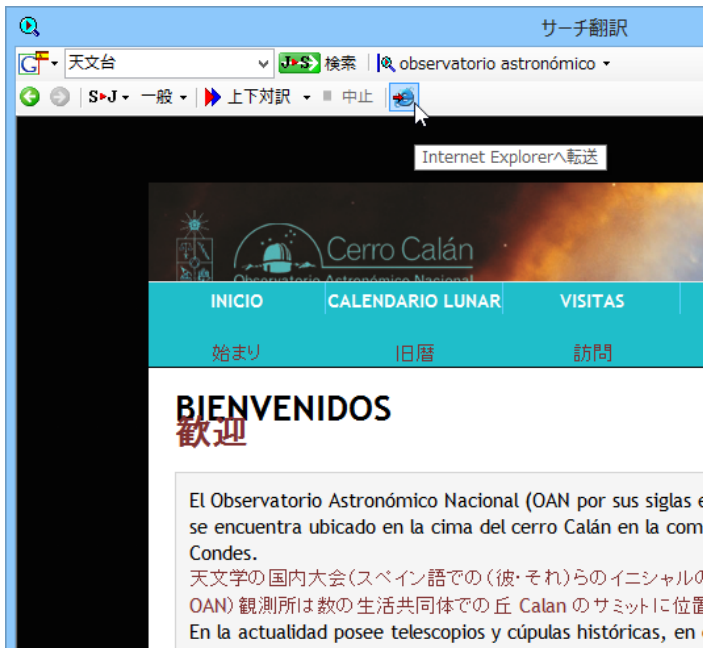 サーチ翻訳
G 天文台 J▸S 検索 observatorio astronómico
S▸J 一般 上下対訳 中止
Internet Explorerへ転送
Cerro Calán
Observatorio Astronómico Nacional
INICIO CALENDARIO LUNAR VISITAS
始まり 旧暦 訪問
BIENVENIDOS
歓迎
El Observatorio Astronómico Nacional (OAN por sus siglas e
se encuentra ubicado en la cima del cerro Calán en la com
Condes.
天文学の国内大会(スペイン語での(彼・それ)らのイニシャルの
OAN) 観測所は数の生活共同体での丘 Calan のサミットに位置
En la actualidad posee telescopios y cúpulas históricas, en